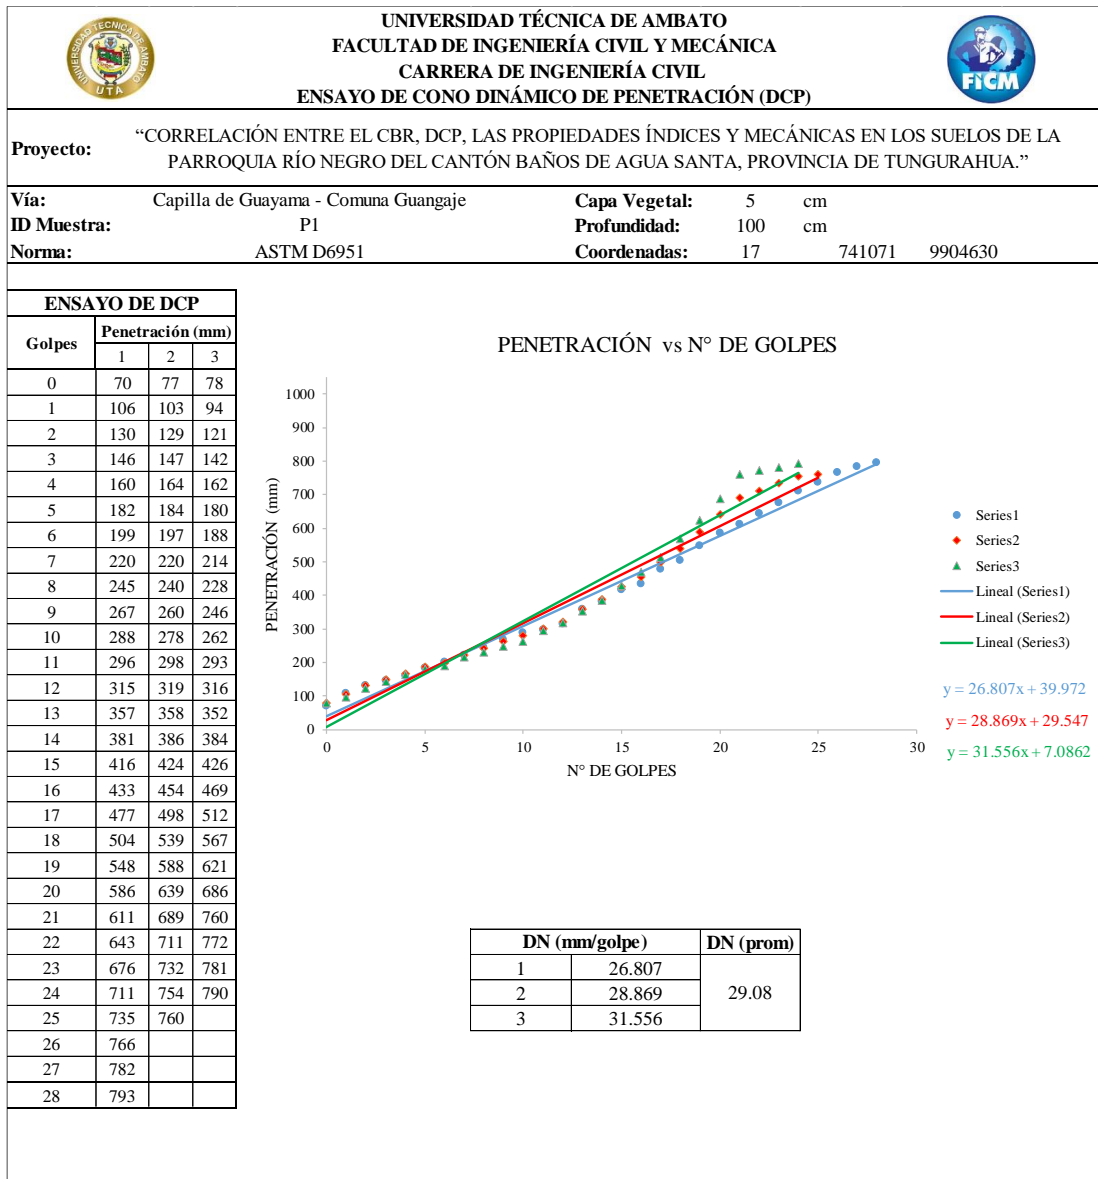 UNIVERSIDAD TÉCNICA DE AMBATO
FACULTAD DE INGENIERÍA CIVIL Y MECÁNICA
CARRERA DE INGENIERÍA CIVIL
ENSAYO DE CONO DINÁMICO DE PENETRACIÓN (DCP)
UNIVERSIDAD TECNICA DE AMBATO
UTA
FICM
Proyecto: “CORRELACIÓN ENTRE EL CBR, DCP, LAS PROPIEDADES ÍNDICES Y MECÁNICAS EN LOS SUELOS DE LA
PARROQUIA RÍO NEGRO DEL CANTÓN BAÑOS DE AGUA SANTA, PROVINCIA DE TUNGURAHUA.”
Vía: Capilla de Guayama - Comuna Guangaje Capa Vegetal: 5 cm
ID Muestra: P1 Profundidad: 100 cm
Norma: ASTM D6951 Coordenadas: 17 741071 9904630
ENSAYO DE DCP
Golpes Penetración (mm)
1 2 3
0 70 77 78
1 106 103 94
2 130 129 121
3 146 147 142
4 160 164 162
5 182 184 180
6 199 197 188
7 220 220 214
8 245 240 228
9 267 260 246
10 288 278 262
11 296 298 293
12 315 319 316
13 357 358 352
14 381 386 384
15 416 424 426
16 433 454 469
17 477 498 512
18 504 539 567
19 548 588 621
20 586 639 686
21 611 689 760
22 643 711 772
23 676 732 781
24 711 754 790
25 735 760
26 766
27 782
28 793
PENETRACIÓN vs N° DE GOLPES
PENETRACIÓN (mm)
1000
900
800
700
600
500
400
300
200
100
0
0 5 10 15 20 25 30
N° DE GOLPES
Series1
Series2
Series3
Lineal (Series1)
Lineal (Series2)
Lineal (Series3)
y = 26.807x + 39.972
y = 28.869x + 29.547
y = 31.556x + 7.0862
DN (mm/golpe) DN (prom)
1 26.807
2 28.869 29.08
3 31.556